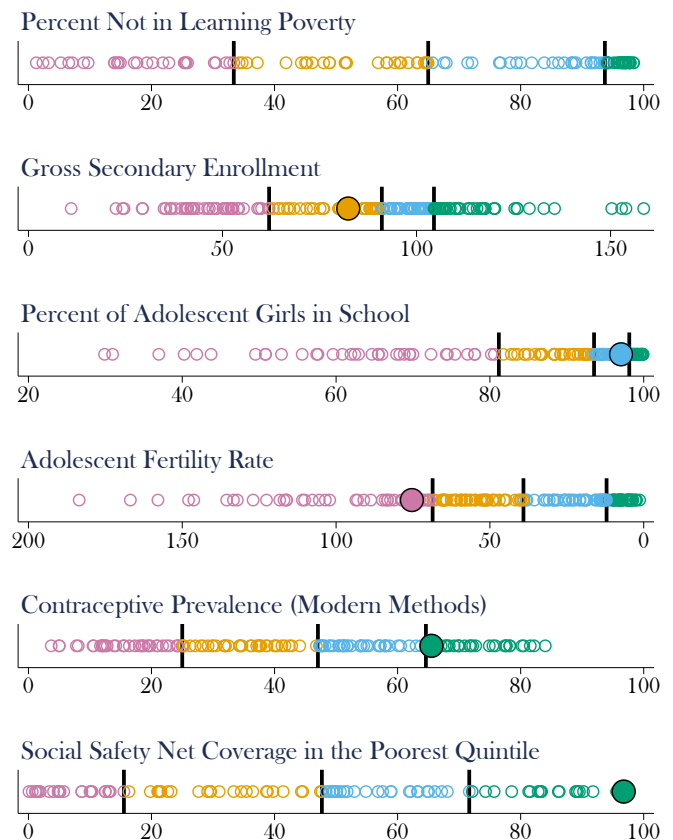 Percent Not in Learning Poverty
0 20 40 60 80 100
Gross Secondary Enrollment
0 50 100 150
Percent of Adolescent Girls in School
20 40 60 80 100
Adolescent Fertility Rate
200 150 100 50 0
Contraceptive Prevalence (Modern Methods)
0 20 40 60 80 100
Social Safety Net Coverage in the Poorest Quintile
0 20 40 60 80 100